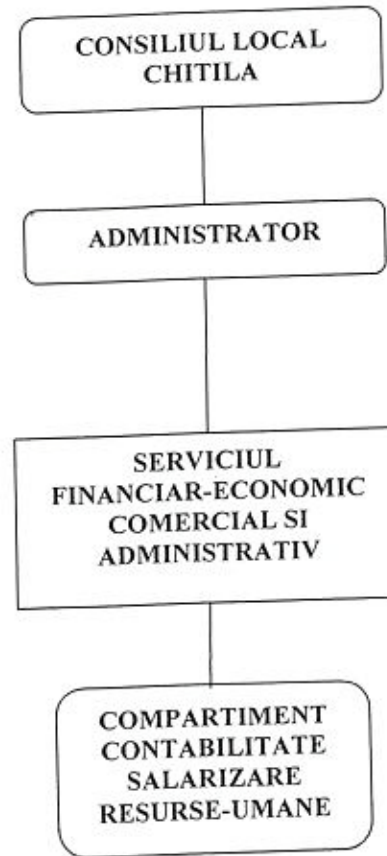 CONSILIUL LOCAL
CHITILA
ADMINISTRATOR
SERVICIUL
FINANCIAR-ECONOMIC
COMERCIAL SI
ADMINISTRATIV
COMPARTIMENT
CONTABILITATE
SALARIZARE
RESURSE-UMANE